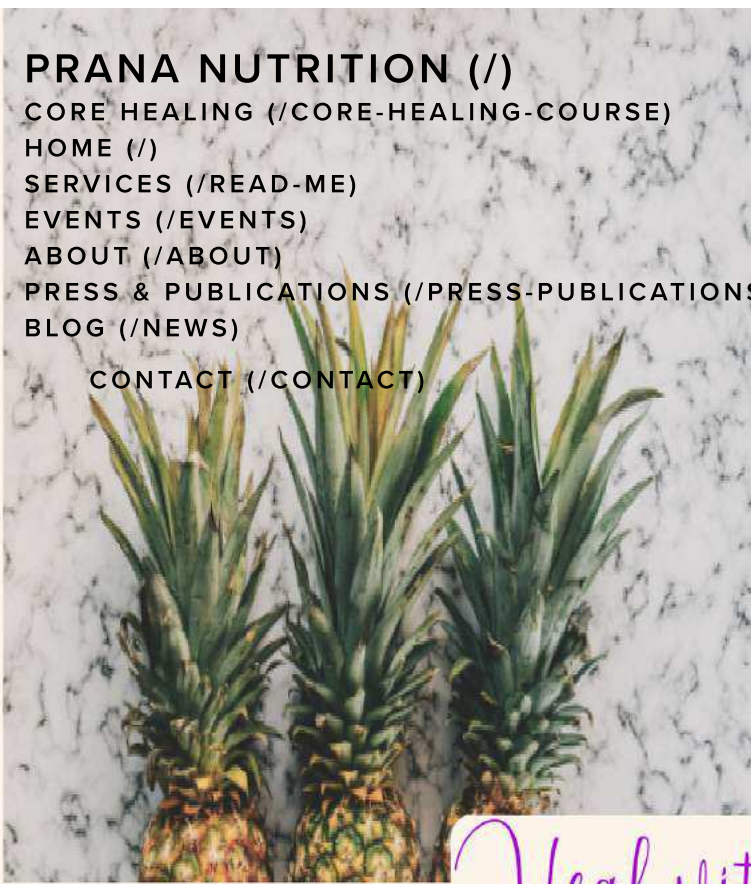 PRANA NUTRITION (/)
CORE HEALING (/CORE-HEALING-COURSE)
HOME (/)
SERVICES (/READ-ME)
EVENTS (/EVENTS)
ABOUT (/ABOUT)
PRESS & PUBLICATIONS (/PRESS-PUBLICATIONS
BLOG (/NEWS)
CONTACT (/CONTACT)